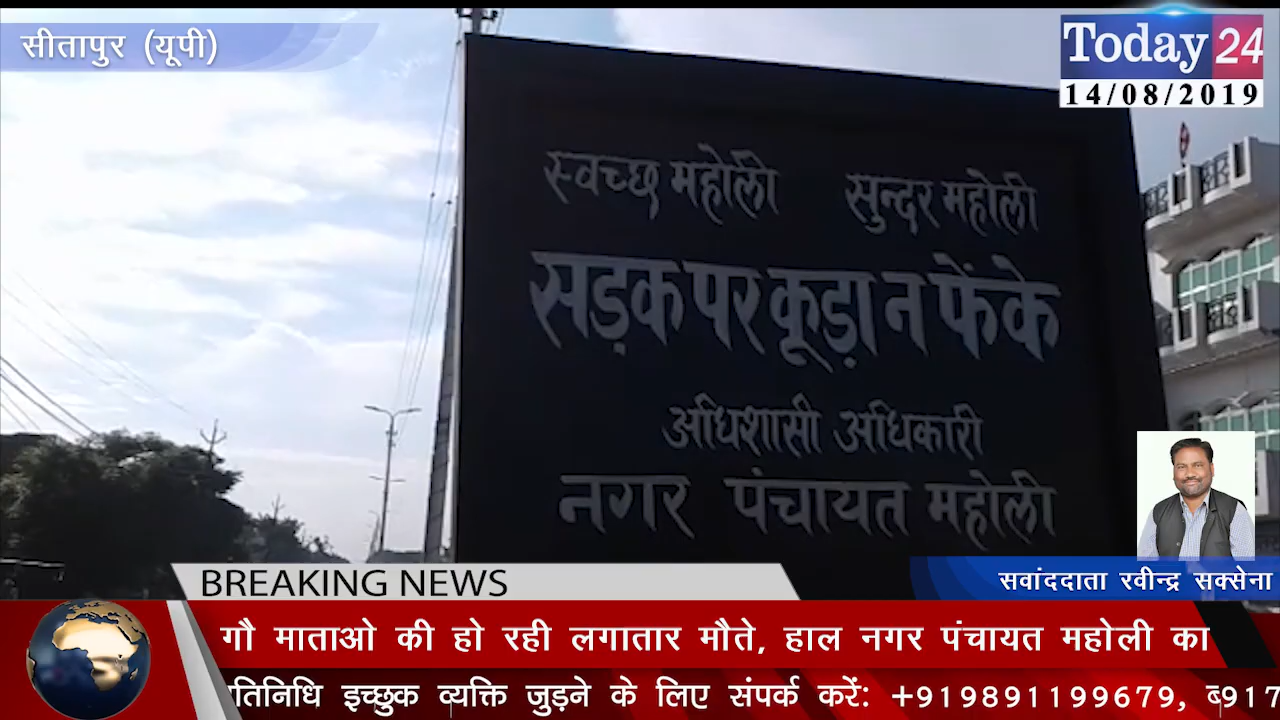 सीतापुर (यूपी)
Today 24
14/08/2019
स्वच्छ महोली सुन्दर महोली
सड़क पर कूड़ा न फेंके
अधिशासी अधिकारी
नगर पंचायत महोली
सवांददाता रवीन्द्र सक्सेना
BREAKING NEWS
गौ माताओ की हो रही लगातार मौते, हाल नगर पंचायत महोली का
इच्छुक व्यक्ति जुड़ने के लिए संपर्क करें: +919891199679,